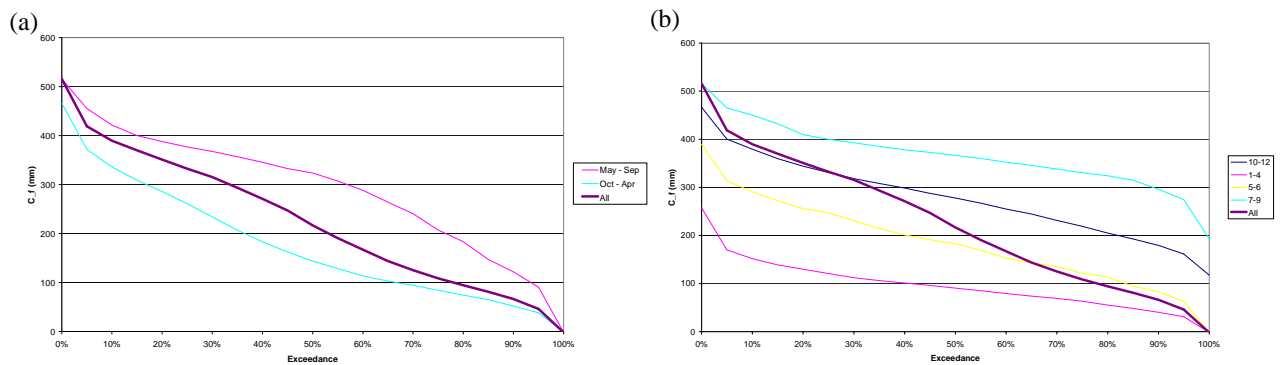 (a)
600
500
400
300
200
100
0
C_f (mm)
0% 10% 20% 30% 40% 50% 60% 70% 80% 90% 100%
Exceedance
May - Sep
Oct - Apr
All
(b)
600
500
400
300
200
100
0
C_f (mm)
0% 10% 20% 30% 40% 50% 60% 70% 80% 90% 100%
Exceedance
10-12
1-4
5-6
7-9
All